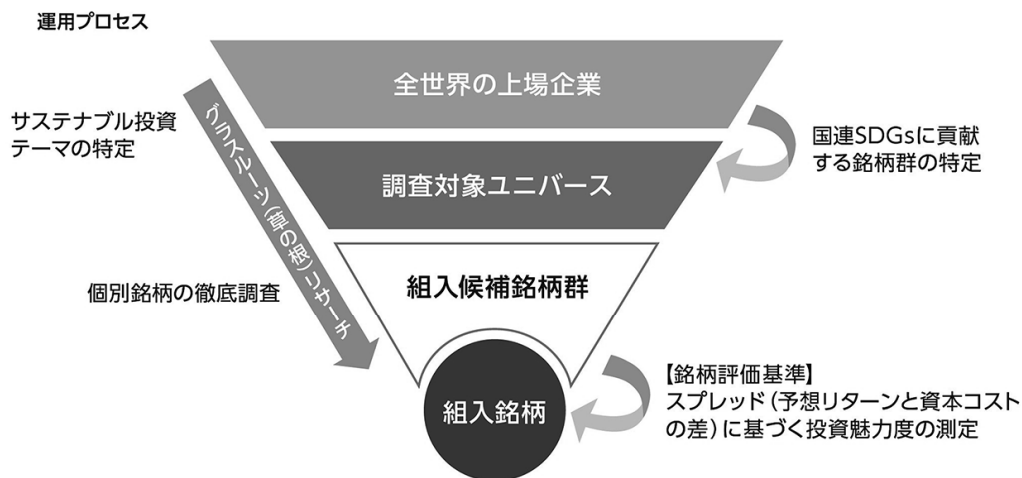 運用プロセス
全世界の上場企業
サステナブル投資
テーマの特定
グラスルーツ(草の根)リサーチ
国連SDGsに貢献
する銘柄群の特定
調査対象ユニバース
個別銘柄の徹底調査
組入候補銘柄群
【銘柄評価基準】
スプレッド(予想リターンと資本コスト
の差)に基づく投資魅力度の測定
組入銘柄